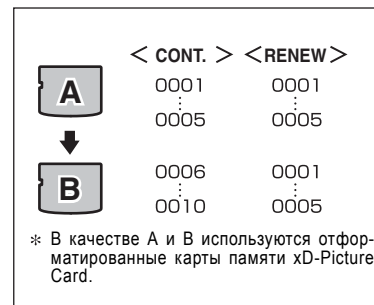 < CONT. > <RENEW>
A
0001 0001
⋮ ⋮
0005 0005
B
0006 0001
⋮ ⋮
0010 0005
* В качестве А и В используются отфор-
матированные карты памяти xD-Picture
Card.